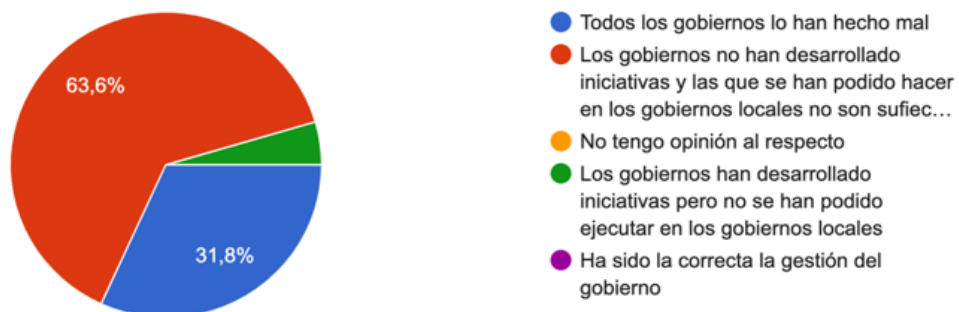 63,6%
31,8%
Todos los gobiernos lo han hecho mal
Los gobiernos no han desarrollado
iniciativas y las que se han podido hacer
en los gobiernos locales no son sufiec…
No tengo opinión al respecto
Los gobiernos han desarrollado
iniciativas pero no se han podido
ejecutar en los gobiernos locales
Ha sido la correcta la gestión del
gobierno